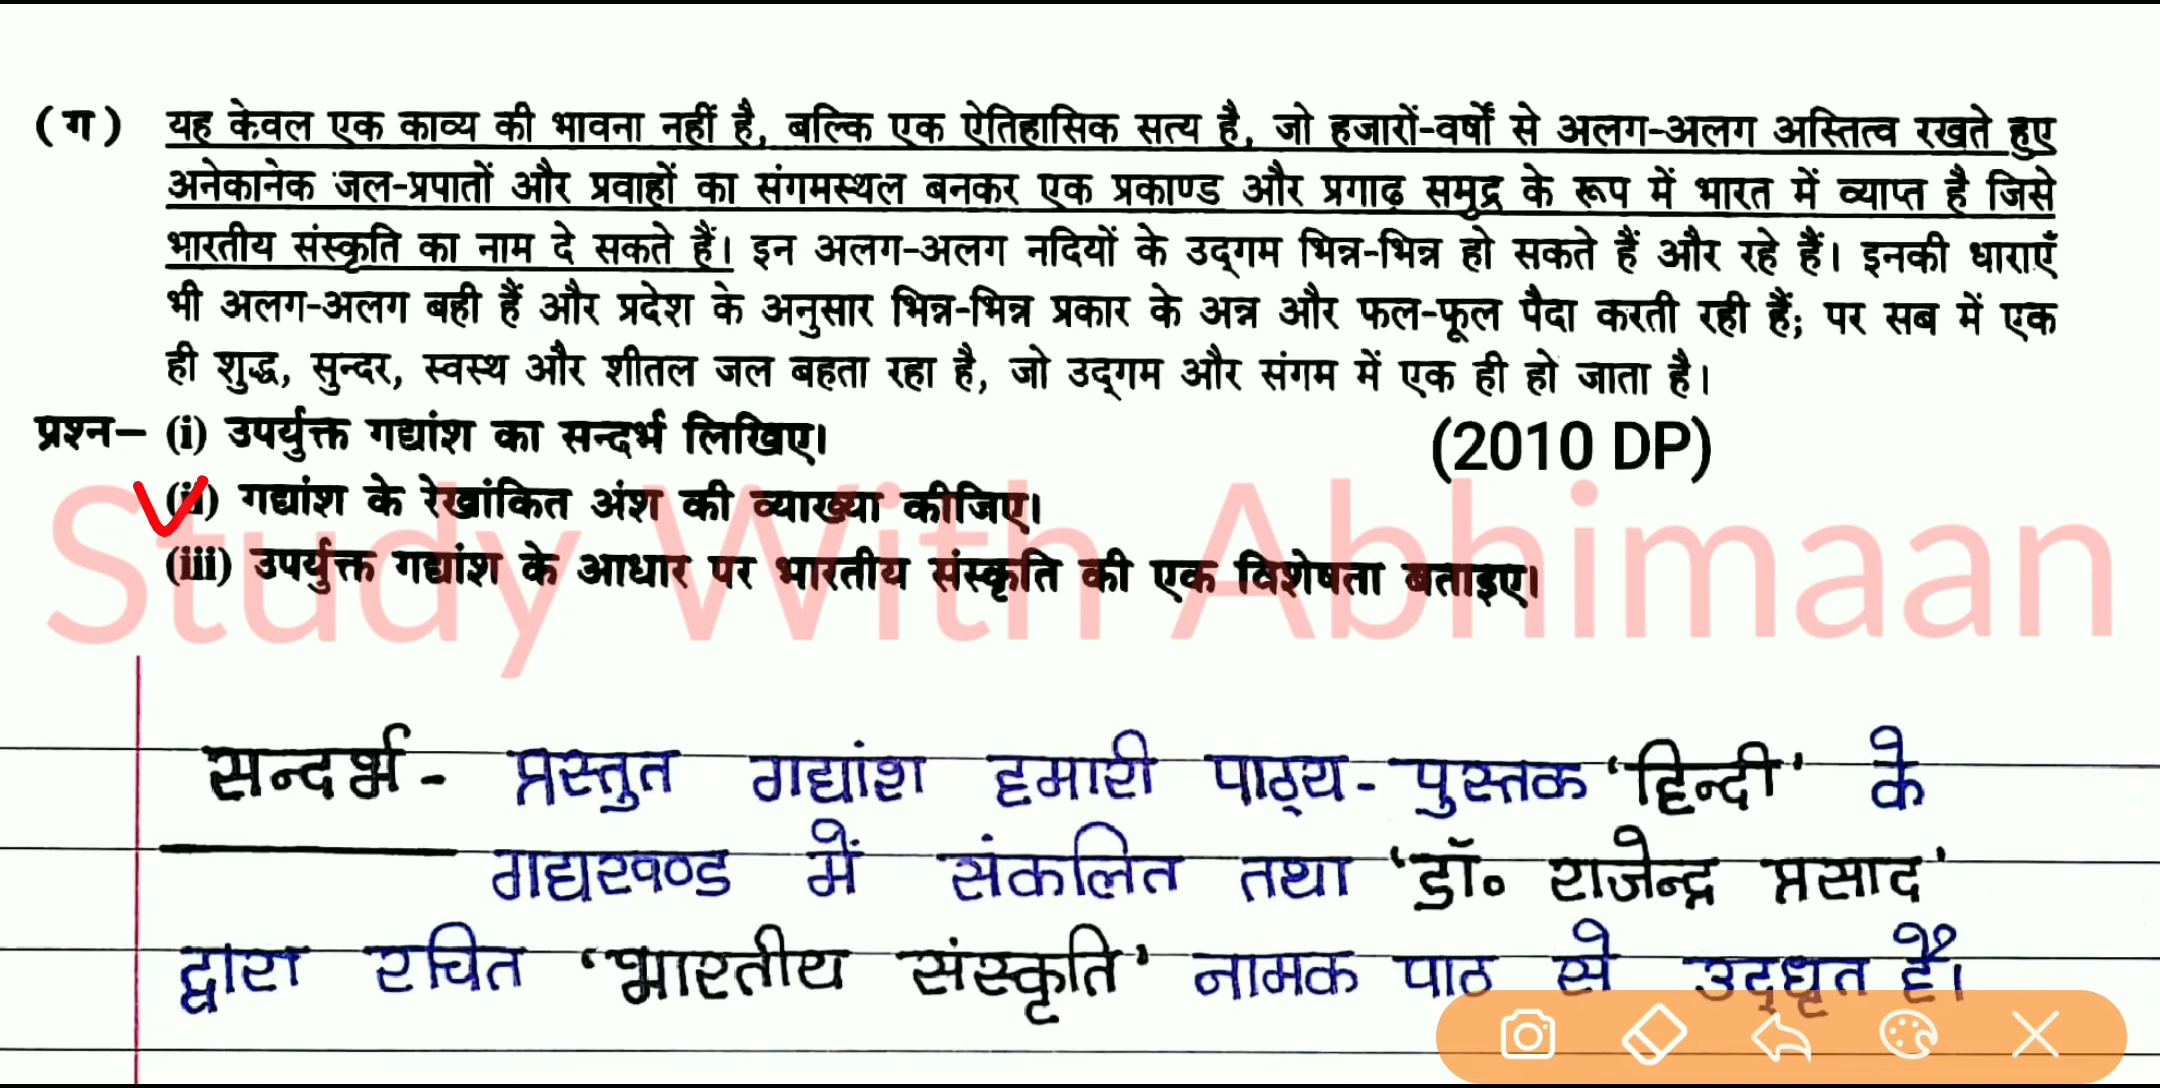 (ग) यह केवल एक काव्य की भावना नहीं है, बल्कि एक ऐतिहासिक सत्य है, जो हजारों-वर्षों से अलग-अलग अस्तित्व रखते हुए
अनेकानेक जल-प्रपातों और प्रवाहों का संगमस्थल बनकर एक प्रकाण्ड और प्रगाढ़ समुद्र के रूप में भारत में व्याप्त है जिसे
भारतीय संस्कृति का नाम दे सकते हैं। इन अलग-अलग नदियों के उद्‌गम भिन्न-भिन्न हो सकते हैं और रहे हैं। इनकी धाराएँ
भी अलग-अलग बही हैं और प्रदेश के अनुसार भिन्न-भिन्न प्रकार के अन्न और फल-फूल पैदा करती रही हैं; पर सब में एक
ही शुद्ध, सुन्दर, स्वस्थ और शीतल जल बहता रहा है, जो उद्‌गम और संगम में एक ही हो जाता है।
प्रश्न– (i) उपर्युक्त गद्यांश का सन्दर्भ लिखिए। (2010 DP)
(ii) गद्यांश के रेखांकित अंश की व्याख्या कीजिए।
(iii) उपर्युक्त गद्यांश के आधार पर भारतीय संस्कृति की एक विशेषता बताइए।
Study With Abhimaan
सन्दर्भ - प्रस्तुत गद्यांश हमारी पाठ्य-पुस्तक 'हिन्दी' के
गद्यखण्ड में संकलित तथा 'डॉ० राजेन्द्र प्रसाद'
द्वारा रचित 'भारतीय संस्कृति' नामक पाठ से उद्धृत है।